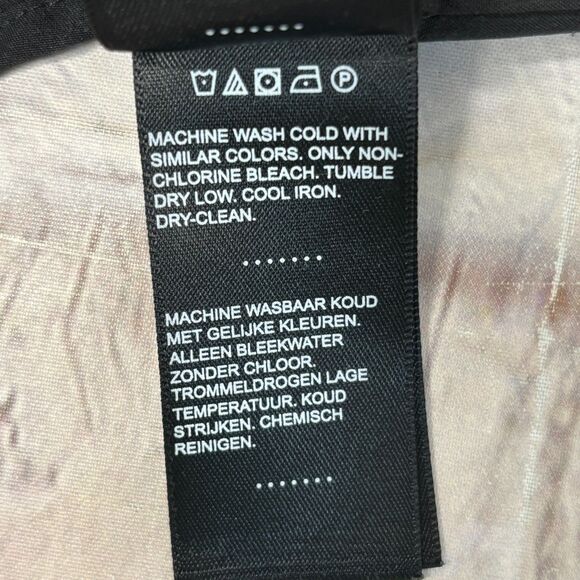 P
MACHINE WASH COLD WITH
SIMILAR COLORS. ONLY NON-
CHLORINE BLEACH. TUMBLE
DRY LOW. COOL IRON.
DRY-CLEAN.
MACHINE WASBAAR KOUD
MET GELIJKE KLEUREN.
ALLEEN BLEEKWATER
ZONDER CHLOOR.
TROMMELDROGEN LAGE
TEMPERATUUR. KOUD
STRIJKEN. CHEMISCH
REINIGEN.